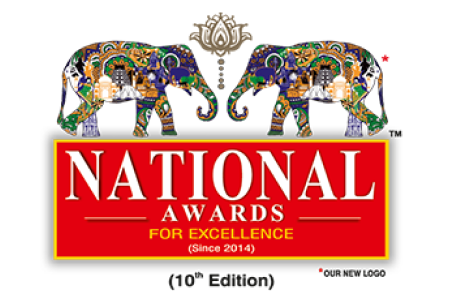 *
TM
NATIONAL
AWARDS
FOR EXCELLENCE
(Since 2014)
*OUR NEW LOGO
(10th Edition)